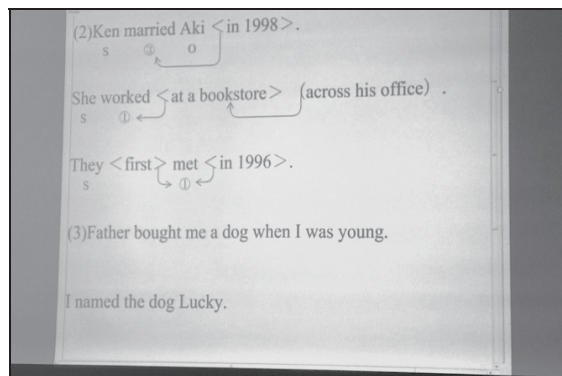 (2)Ken married Aki <in 1998>.
S ③ O
She worked <at a bookstore> (across his office) .
S ①
They <first> met <in 1996>.
S ①
(3)Father bought me a dog when I was young.
I named the dog Lucky.